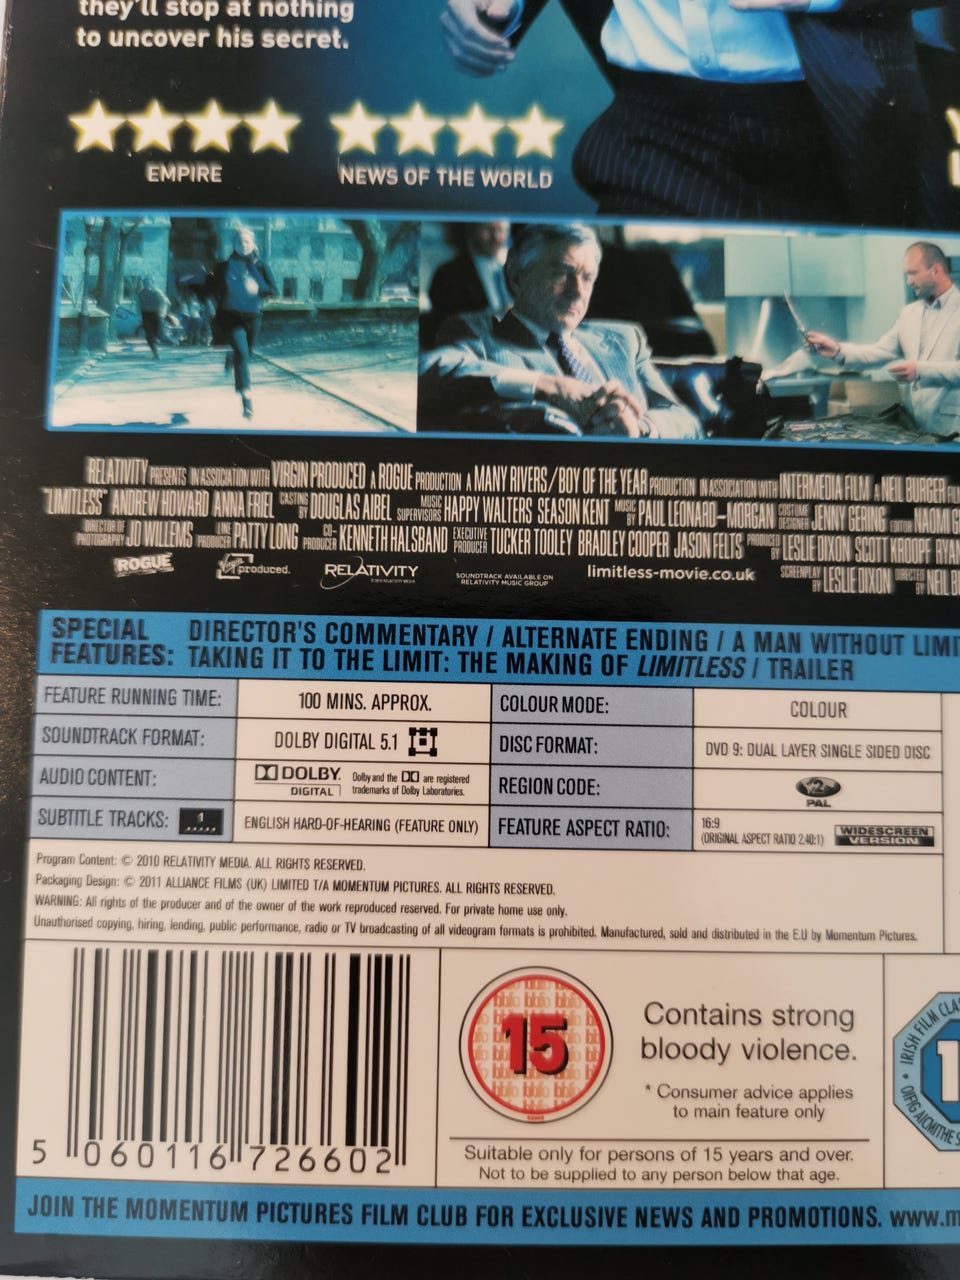 they'll stop at nothing
to uncover his secret.
EMPIRE
NEWS OF THE WORLD
RELATIVITY PRESENTS IN ASSOCIATION WITH VIRGIN PRODUCED A ROGUE PRODUCTION A MANY RIVERS/BOY OF THE YEAR PRODUCTION IN ASSOCIATION WITH INTERMEDIA FILM A NEIL BURGER
"LIMITLESS" ANDREW HOWARD ANNA FRIEL CASTING BY DOUGLAS AIBEL MUSIC SUPERVISORS HAPPY WALTERS SEASON KENT MUSIC BY PAUL LEONARD-MORGAN COSTUME DESIGNER JENNY GERING EDITOR NAOMI
DIRECTOR OF PHOTOGRAPHY JO WILLEMS LINE PRODUCER PATTY LONG CO-PRODUCER KENNETH HALSBAND EXECUTIVE PRODUCER TUCKER TOOLEY BRADLEY COOPER JASON FELTS PRODUCED BY LESLIE DIXON SCOTT KROOPF RYAN
SCREENPLAY BY LESLIE DIXON DIRECTED BY NEIL
ROGUE Virgin produced. RELATIVITY SOUNDTRACK AVAILABLE ON RELATIVITY MUSIC GROUP limitless-movie.co.uk
SPECIAL FEATURES: DIRECTOR'S COMMENTARY / ALTERNATE ENDING / A MAN WITHOUT LIMI
TAKING IT TO THE LIMIT: THE MAKING OF LIMITLESS / TRAILER
FEATURE RUNNING TIME: 100 MINS. APPROX. COLOUR MODE: COLOUR
SOUNDTRACK FORMAT: DOLBY DIGITAL 5.1 DISC FORMAT: DVD 9: DUAL LAYER SINGLE SIDED DISC
AUDIO CONTENT: DOLBY DIGITAL Dolby and the DD are registered trademarks of Dolby Laboratories. REGION CODE: 2 PAL
SUBTITLE TRACKS: 1 ENGLISH HARD-OF-HEARING (FEATURE ONLY) FEATURE ASPECT RATIO: 16:9 (ORIGINAL ASPECT RATIO 2.40:1) WIDESCREEN VERSION
Program Content: © 2010 RELATIVITY MEDIA. ALL RIGHTS RESERVED.
Packaging Design: © 2011 ALLIANCE FILMS (UK) LIMITED T/A MOMENTUM PICTURES. ALL RIGHTS RESERVED.
WARNING: All rights of the producer and of the owner of the work reproduced reserved. For private home use only.
Unauthorised copying, hiring, lending, public performance, radio or TV broadcasting of all videogram formats is prohibited. Manufactured, sold and distributed in the E.U by Momentum Pictures.
15
Contains strong
bloody violence.
* Consumer advice applies
to main feature only
Suitable only for persons of 15 years and over.
Not to be supplied to any person below that age.
IRISH FILM CLA
OIFIG AICMITHE S
5 060116 726602
JOIN THE MOMENTUM PICTURES FILM CLUB FOR EXCLUSIVE NEWS AND PROMOTIONS. www.m